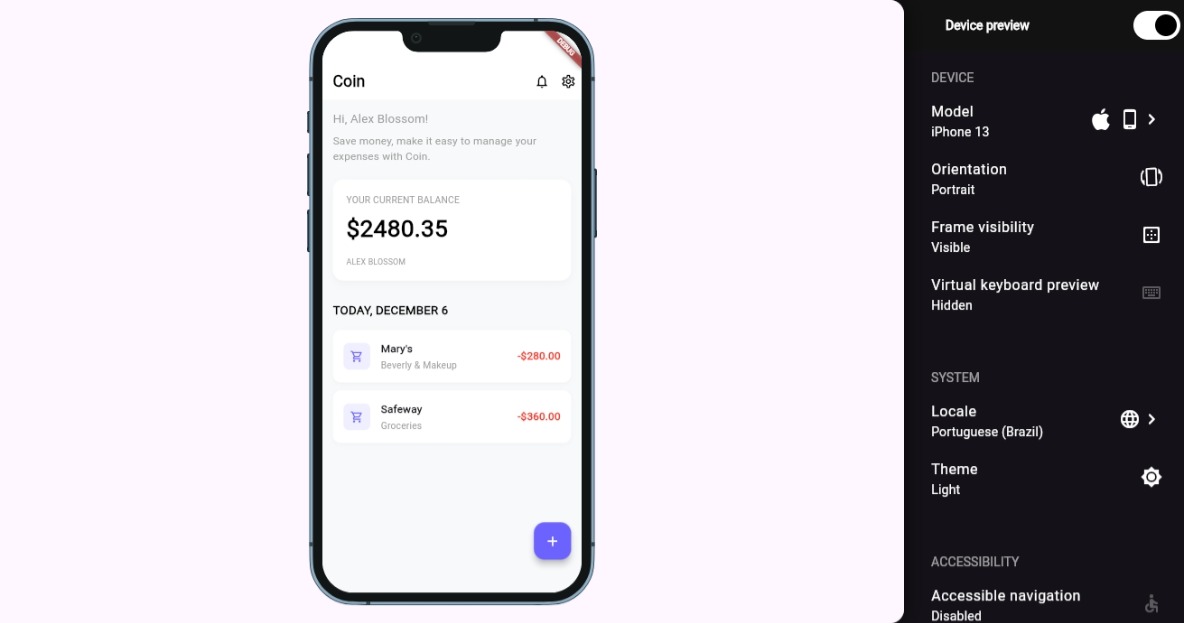 Coin
DEBUG
Hi, Alex Blossom!
Save money, make it easy to manage your
expenses with Coin.
YOUR CURRENT BALANCE
$2480.35
ALEX BLOSSOM
TODAY, DECEMBER 6
Mary's
Beverly & Makeup
-$280.00
Safeway
Groceries
-$360.00
+
Device preview
DEVICE
Model
iPhone 13
Orientation
Portrait
Frame visibility
Visible
Virtual keyboard preview
Hidden
SYSTEM
Locale
Portuguese (Brazil)
Theme
Light
ACCESSIBILITY
Accessible navigation
Disabled